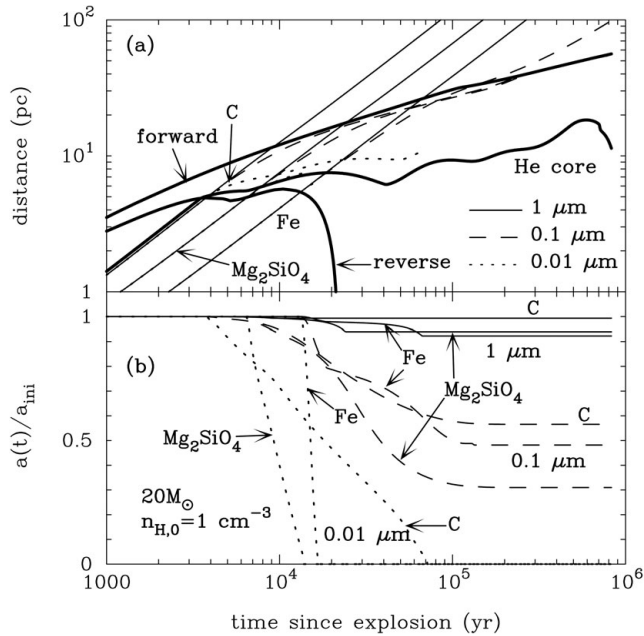 10²
(a)
forward
C
distance (pc)
10
He core
Fe
1 μm
0.1 μm
0.01 μm
Mg₂SiO₄
reverse
1
1
C
(b)
Fe
1 μm
Mg₂SiO₄
a(t)/a_ini
Fe
C
Mg₂SiO₄
0.5
0.1 μm
20M⊙
C
n_H,0=1 cm⁻³
0.01 μm
0
1000
10⁴
10⁵
10⁶
time since explosion (yr)